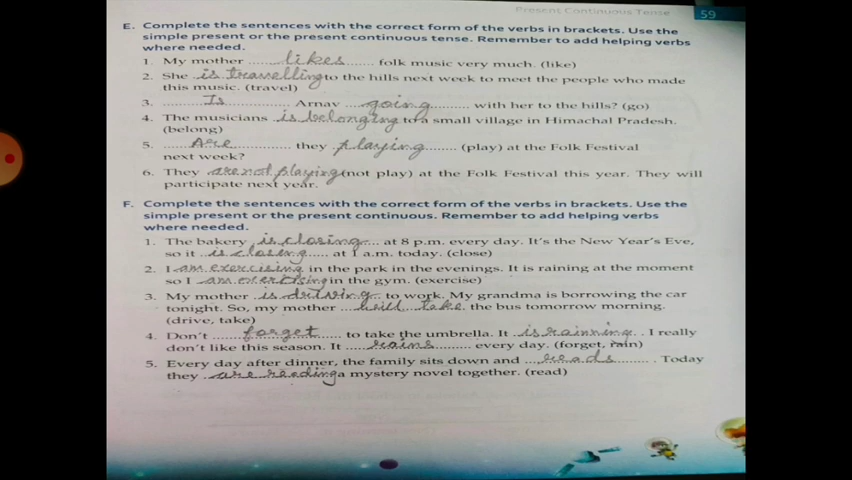 Present Continuous Tense 59
E. Complete the sentences with the correct form of the verbs in brackets. Use the
simple present or the present continuous tense. Remember to add helping verbs
where needed.
1. My mother ..... likes ..... folk music very much. (like)
2. She .. is travelling to the hills next week to meet the people who made
this music. (travel)
3. ..... Is ..... Arnav .... going ..... with her to the hills? (go)
4. The musicians . is belonging to a small village in Himachal Pradesh.
(belong)
5. ..... Are ..... they . playing ..... (play) at the Folk Festival
next week?
6. They are not playing (not play) at the Folk Festival this year. They will
participate next year.
F. Complete the sentences with the correct form of the verbs in brackets. Use the
simple present or the present continuous. Remember to add helping verbs
where needed.
1. The bakery .. is closing ... at 8 p.m. every day. It's the New Year's Eve,
so it .. is closing .... at 1 a.m. today. (close)
2. I am exercising in the park in the evenings. It is raining at the moment
so I .. am exercising in the gym. (exercise)
3. My mother . is driving .. to work. My grandma is borrowing the car
tonight. So, my mother ... will take . the bus tomorrow morning.
(drive, take)
4. Don't ..... forget ..... to take the umbrella. It . is rainning . . I really
don't like this season. It ..... rains ..... every day. (forget, rain)
5. Every day after dinner, the family sits down and ... reads ..... . Today
they .. are reeding a mystery novel together. (read)